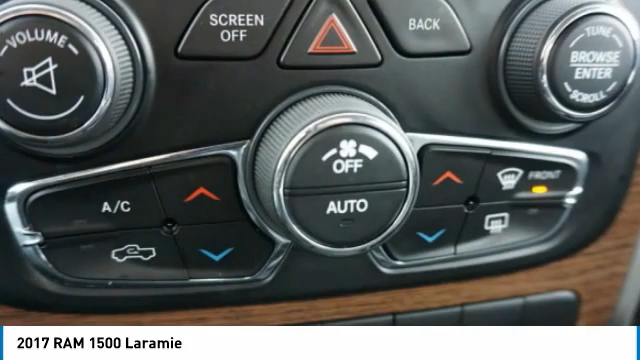 VOLUME
SCREEN
OFF
BACK
TUNE
BROWSE
ENTER
SCROLL
OFF
AUTO
A/C
FRONT
2017 RAM 1500 Laramie